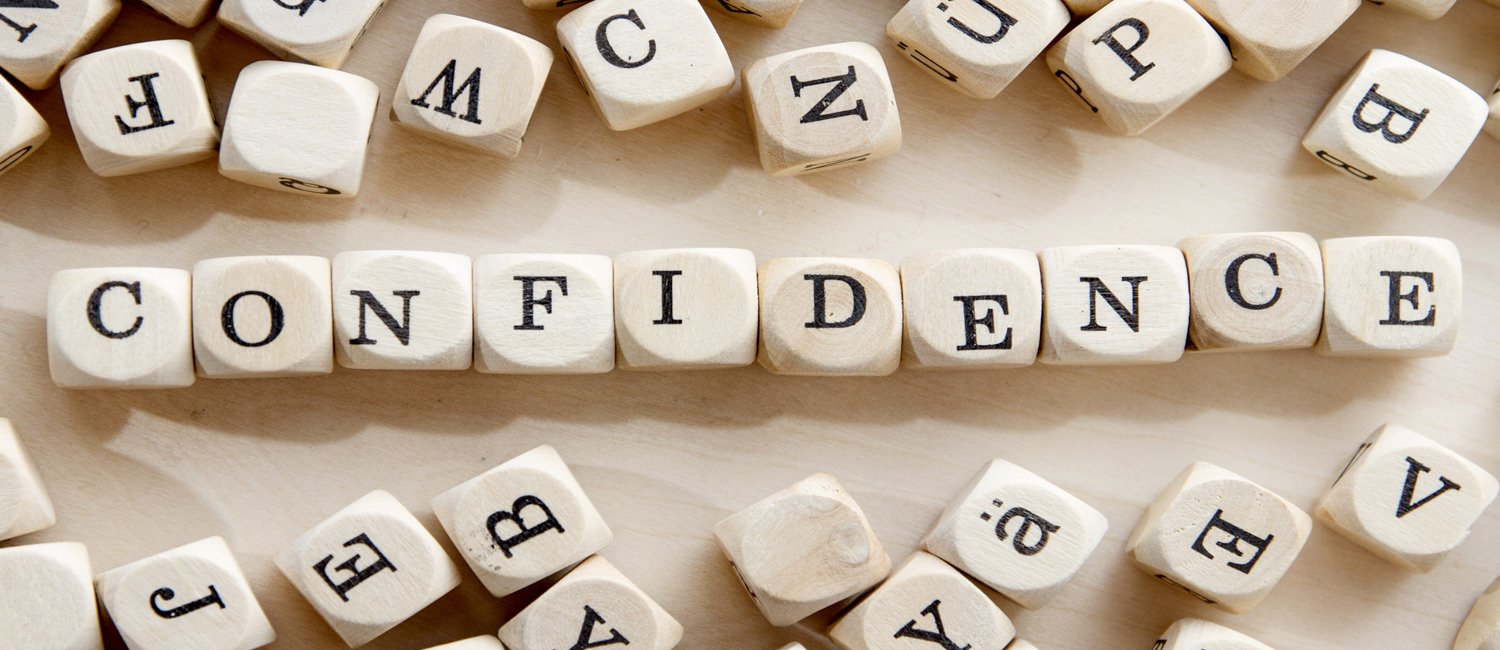 F W C N Ü P B
CONFIDENCE
J E B Y Y ä E V